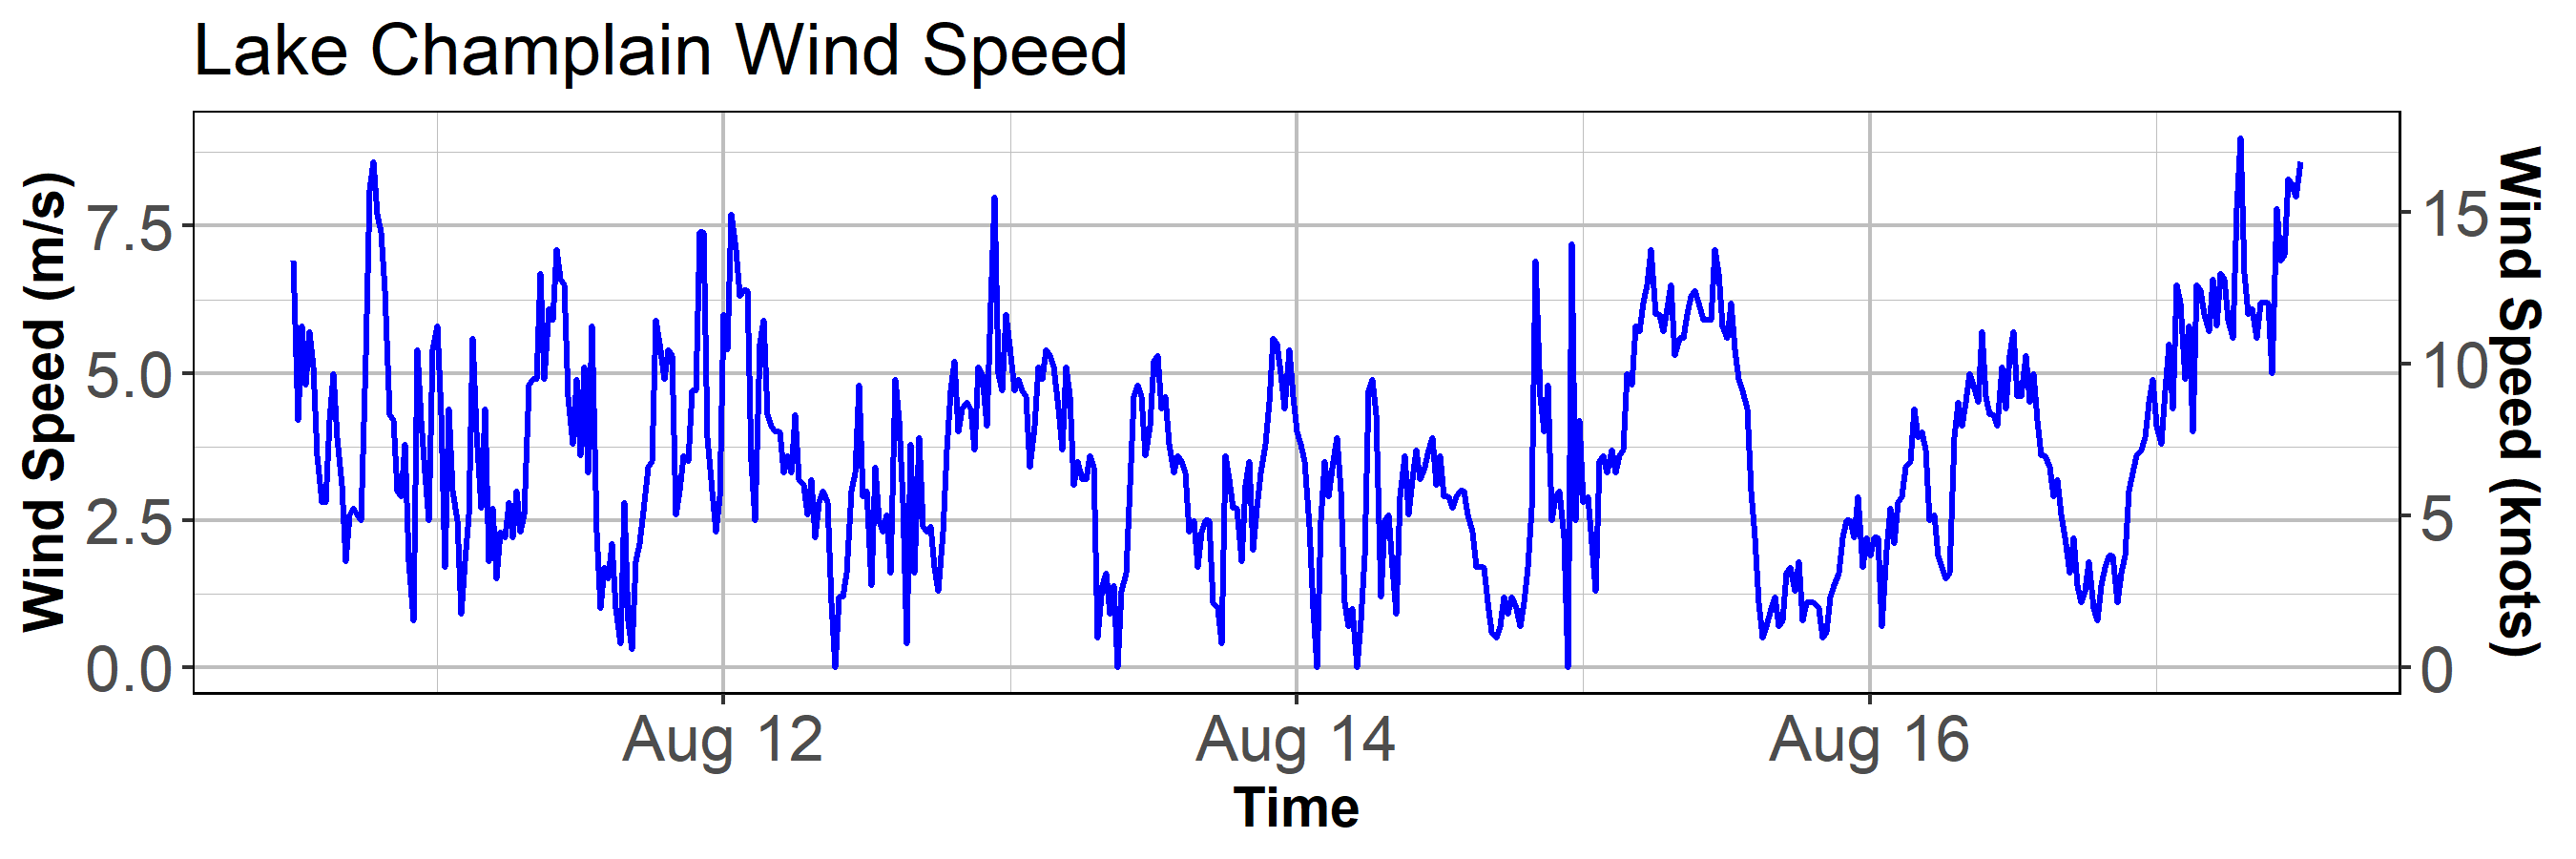 Lake Champlain Wind Speed
Wind Speed (m/s)
7.5
5.0
2.5
0.0
15
10
5
0
Wind Speed (knots)
Aug 12
Aug 14
Aug 16
Time